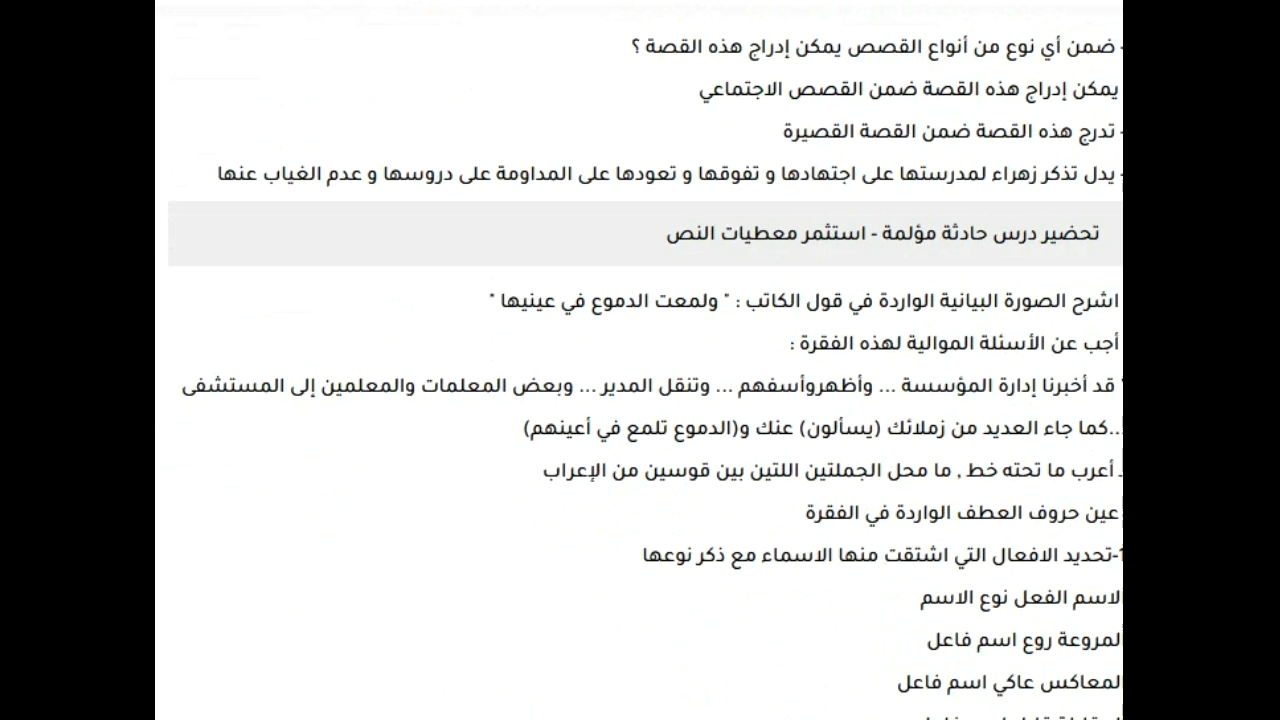 - ضمن أي نوع من أنواع القصص يمكن إدراج هذه القصة ؟
يمكن إدراج هذه القصة ضمن القصص الاجتماعي
- تدرج هذه القصة ضمن القصة القصيرة
- يدل تذكر زهراء لمدرستها على اجتهادها و تفوقها و تعودها على المداومة على دروسها و عدم الغياب عنها
تحضير درس حادثة مؤلمة - استثمر معطيات النص
اشرح الصورة البيانية الواردة في قول الكاتب : " ولمعت الدموع في عينيها "
أجب عن الأسئلة الموالية لهذه الفقرة :
" قد أخبرنا إدارة المؤسسة ... وأظهروأسفهم ... وتنقل المدير ... وبعض المعلمات والمعلمين إلى المستشفى
...كما جاء العديد من زملائك (يسألون) عنك و(الدموع تلمع في أعينهم)
. أعرب ما تحته خط , ما محل الجملتين اللتين بين قوسين من الإعراب
عين حروف العطف الواردة في الفقرة
1-تحديد الافعال التي اشتقت منها الاسماء مع ذكر نوعها
الاسم الفعل نوع الاسم
المروعة روع اسم فاعل
المعاكس عاكي اسم فاعل